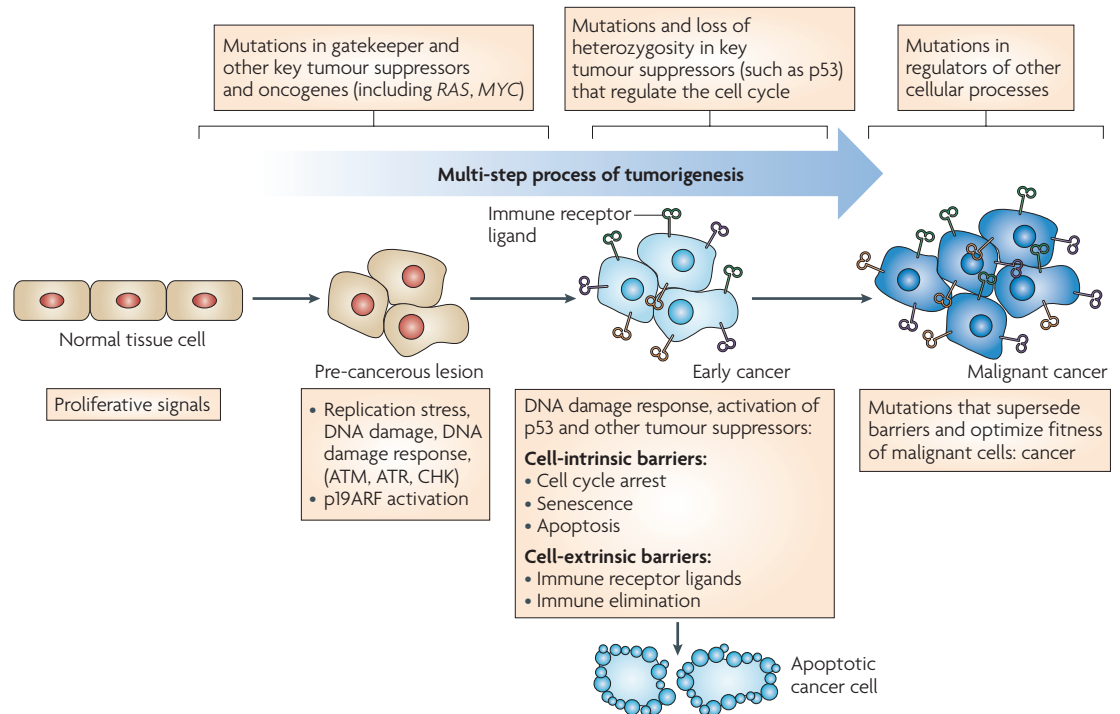 Mutations in gatekeeper and
other key tumour suppressors
and oncogenes (including RAS, MYC)
Mutations and loss of
heterozygosity in key
tumour suppressors (such as p53)
that regulate the cell cycle
Mutations in
regulators of other
cellular processes
Multi-step process of tumorigenesis
Immune receptor
ligand
Normal tissue cell
Pre-cancerous lesion
Early cancer
Malignant cancer
Proliferative signals
• Replication stress,
DNA damage, DNA
damage response,
(ATM, ATR, CHK)
• p19ARF activation
DNA damage response, activation of
p53 and other tumour suppressors:
Cell-intrinsic barriers:
• Cell cycle arrest
• Senescence
• Apoptosis
Cell-extrinsic barriers:
• Immune receptor ligands
• Immune elimination
Mutations that supersede
barriers and optimize fitness
of malignant cells: cancer
Apoptotic
cancer cell